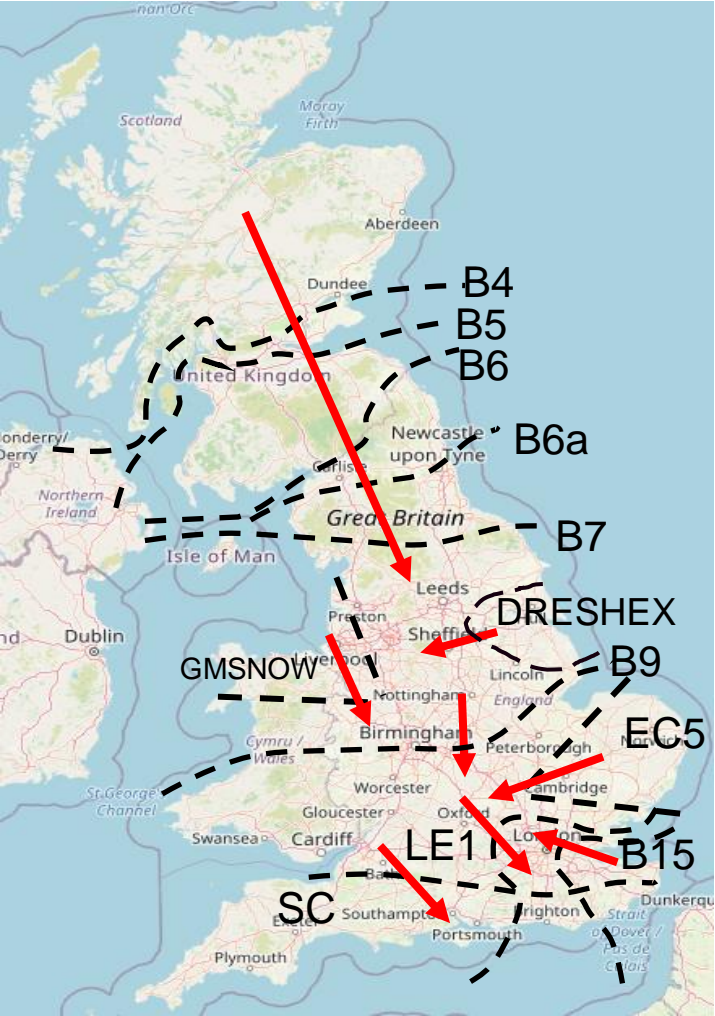 nan Orc
Moray
Firth
Scotland
Aberdeen
Dundee
B4
B5
United Kingdom
B6
onderry/
Derry
Newcastle
upon Tyne
B6a
Carlisle
Northern
Ireland
Great Britain
B7
Isle of Man
Leeds
Preston
DRESHEX
Dublin
nd
Sheffield
Liverpool
GMSNOW
Lincoln
B9
Nottingham
England
EC5
Birmingham
Peterborough
Cymru /
Wales
Cambridge
Worcester
St George
Channel
Gloucester
Oxford
Swansea
Cardiff
LE1
London
B15
Bath
SC
Southampto
Brighton
Dunkerqu
Exeter
Portsmouth
Strait
of Dover /
Pas de
Calais
Plymouth